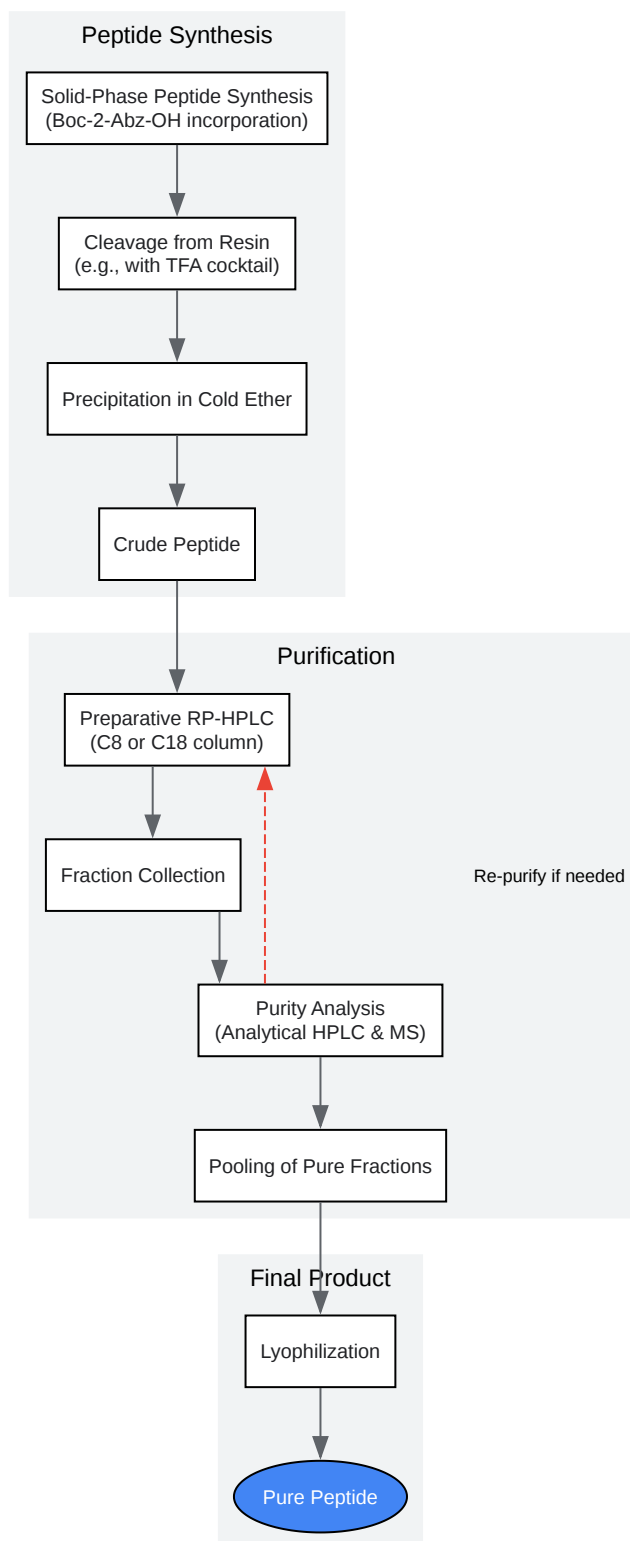 Peptide Synthesis
Solid-Phase Peptide Synthesis
(Boc-2-Abz-OH incorporation)
Cleavage from Resin
(e.g., with TFA cocktail)
Precipitation in Cold Ether
Crude Peptide
Purification
Preparative RP-HPLC
(C8 or C18 column)
Fraction Collection
Re-purify if needed
Purity Analysis
(Analytical HPLC & MS)
Pooling of Pure Fractions
Final Product
Lyophilization
Pure Peptide